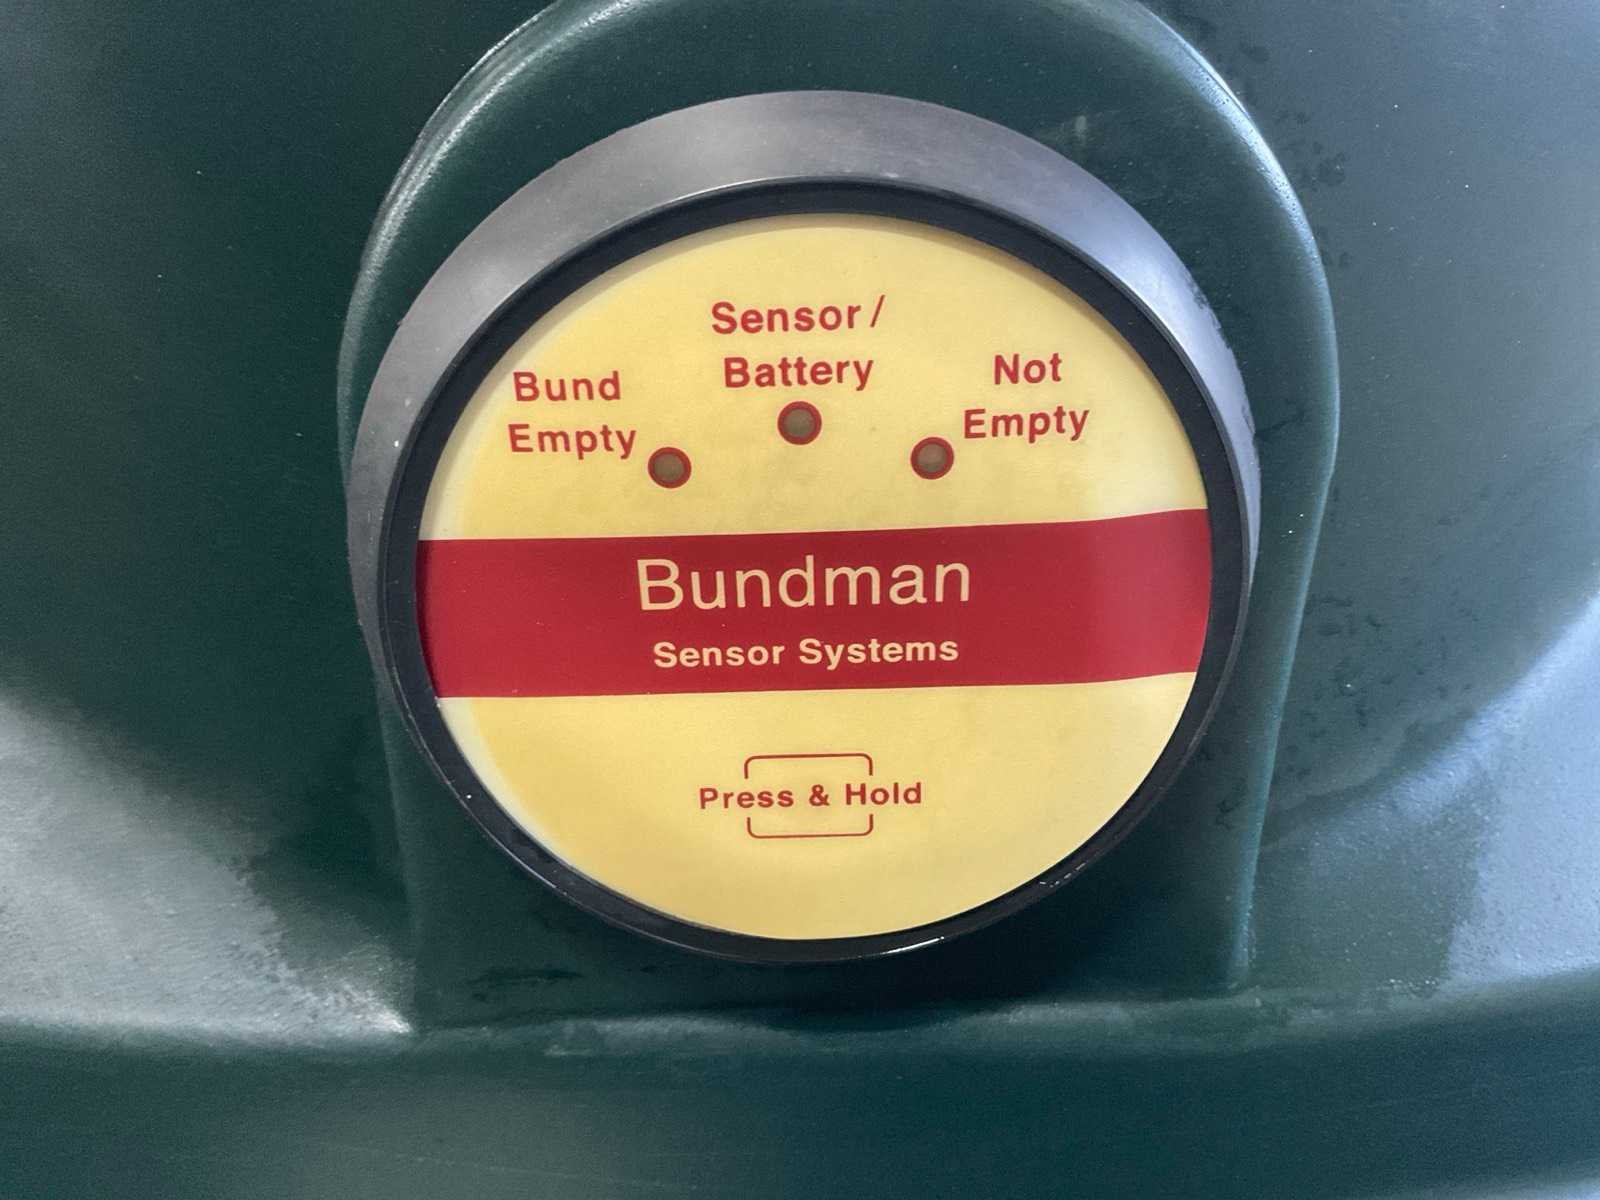 Sensor /
Battery
Bund
Empty
Not
Empty
Bundman
Sensor Systems
Press & Hold